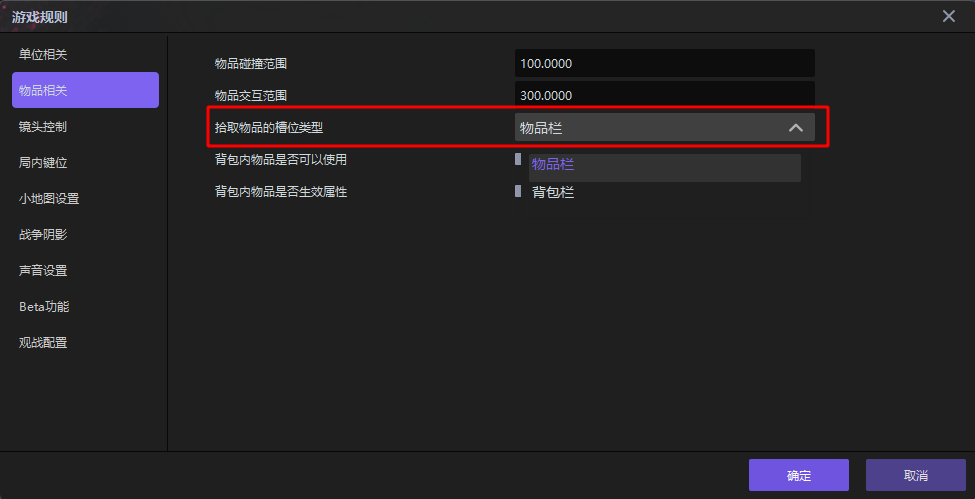 游戏规则
单位相关
物品相关
镜头控制
局内键位
小地图设置
战争阴影
声音设置
Beta功能
观战配置
物品碰撞范围 100.0000
物品交互范围 300.0000
拾取物品的槽位类型 物品栏
背包内物品是否可以使用 物品栏
背包内物品是否生效属性 背包栏
确定 取消